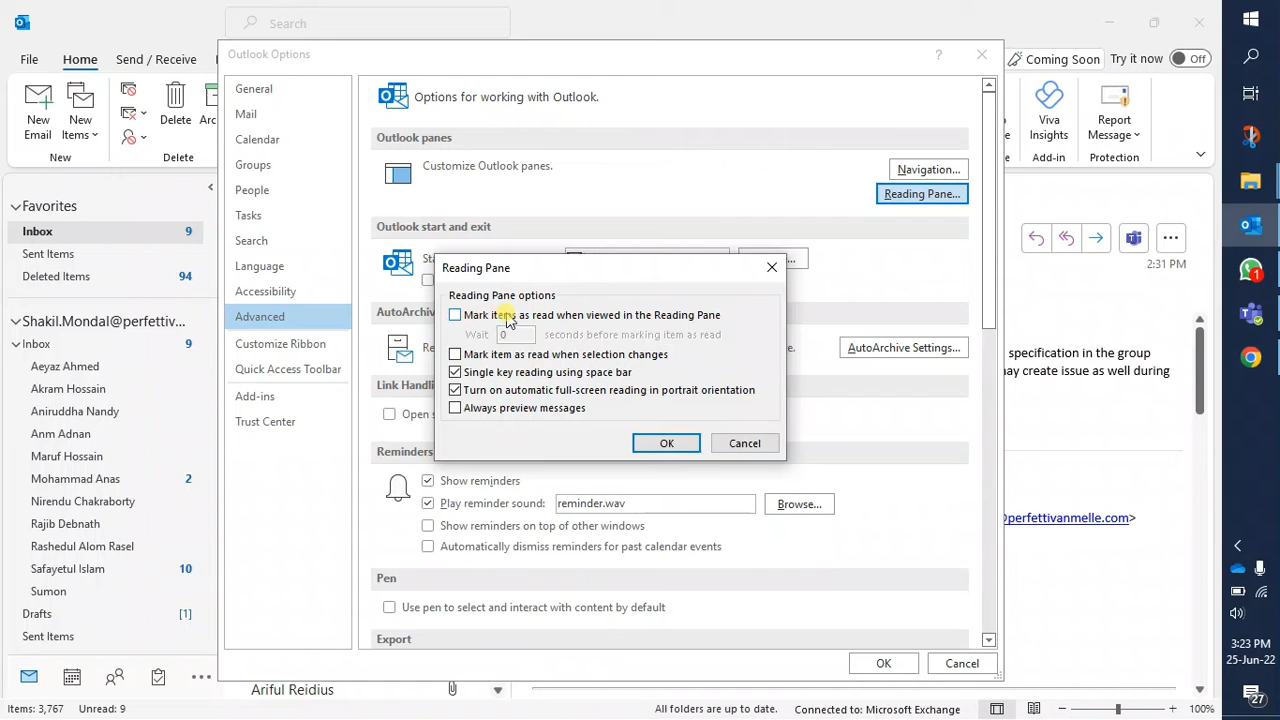 Search
File
Home
Send / Receive
Coming Soon
Try it now
Off
New Email
New Items
Delete
Arc
Viva Insights
Report Message
New
Delete
Add-in
Protection
Favorites
Inbox 9
Sent Items
Deleted Items 94
Shakil.Mondal@perfettiv...
Inbox 9
Aeyaz Ahmed
Akram Hossain
Aniruddha Nandy
Anm Adnan
Maruf Hossain
Mohammad Anas 2
Nirendu Chakraborty
Rajib Debnath
Rashedul Alom Rasel
Safayetul Islam 10
Sumon
Drafts [1]
Sent Items
Items: 3,767 Unread: 9
Outlook Options
?
General
Mail
Calendar
Groups
People
Tasks
Search
Language
Accessibility
Advanced
Customize Ribbon
Quick Access Toolbar
Add-ins
Trust Center
Options for working with Outlook.
Outlook panes
Customize Outlook panes.
Navigation...
Reading Pane...
Outlook start and exit
Sta
...
AutoArchiv
Re
e.
AutoArchive Settings...
Link Handli
Open s
Reminders
Reading Pane
Reading Pane options
Mark items as read when viewed in the Reading Pane
Wait 0 seconds before marking item as read
Mark item as read when selection changes
Single key reading using space bar
Turn on automatic full-screen reading in portrait orientation
Always preview messages
OK
Cancel
Show reminders
Play reminder sound: reminder.wav Browse...
Show reminders on top of other windows
Automatically dismiss reminders for past calendar events
Pen
Use pen to select and interact with content by default
Export
OK
Cancel
Ariful Reidius
2:31 PM
specification in the group
may create issue as well during
@perfettivanmelle.com>
All folders are up to date.
Connected to: Microsoft Exchange
100%
1
3:23 PM
25-Jun-22
27